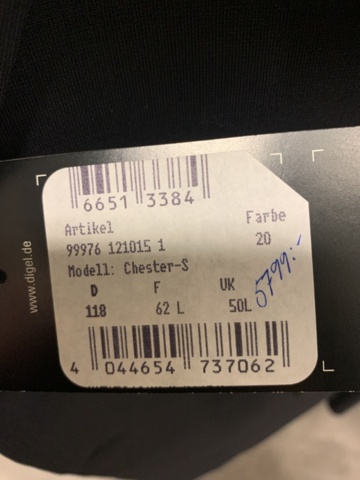 6651 3384
Artikel
Farbe
99976 121015 1
20
Modell: Chester-S
D F UK
118 62 L 50L
5799:-
4 044654 737062
www.digel.de